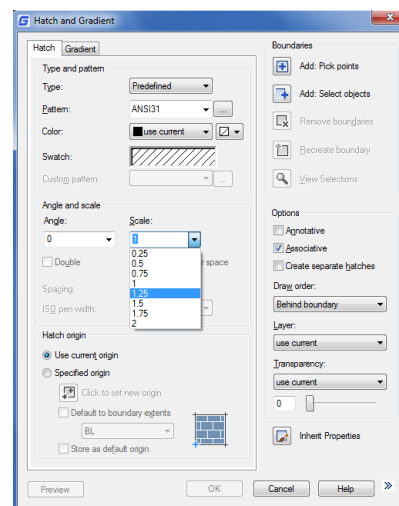 Hatch and Gradient
Hatch Gradient
Type and pattern
Type: Predefined
Pattern: ANSI31 ...
Color: use current
Swatch:
Custom pattern: ...
Angle and scale
Angle: Scale:
0 1
0.25
Double 0.5 space
0.75
Spacing: 1
1.25
ISO pen width: 1.5
1.75
2
Hatch origin
Use current origin
Specified origin
Click to set new origin
Default to boundary extents
BL
Store as default origin
Boundaries
Add: Pick points
Add: Select objects
Remove boundaries
Recreate boundary
View Selections
Options
Annotative
Associative
Create separate hatches
Draw order:
Behind boundary
Layer:
use current
Transparency:
use current
0
Inherit Properties
Preview OK Cancel Help